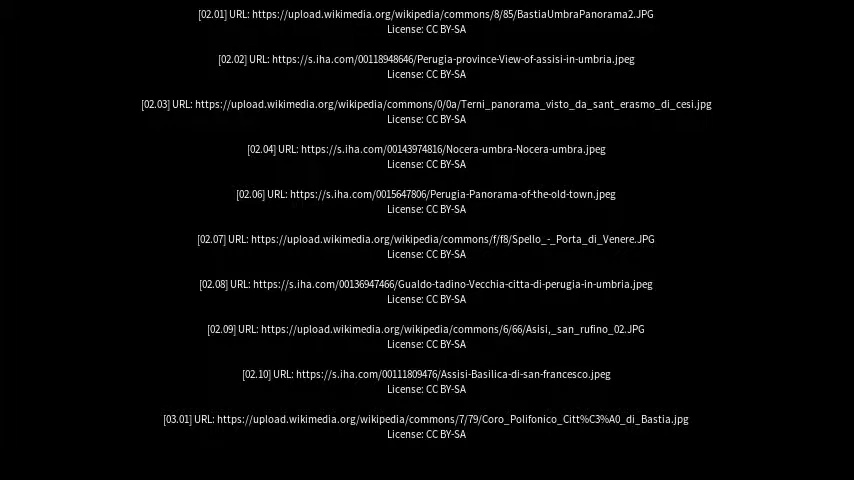 [02.01] URL: https://upload.wikimedia.org/wikipedia/commons/8/85/BastiaUmbraPanorama2.JPG
License: CC BY-SA
[02.02] URL: https://s.iha.com/00118948646/Perugia-province-View-of-assisi-in-umbria.jpeg
License: CC BY-SA
[02.03] URL: https://upload.wikimedia.org/wikipedia/commons/0/0a/Terni_panorama_visto_da_sant_erasmo_di_cesi.jpg
License: CC BY-SA
[02.04] URL: https://s.iha.com/00143974816/Nocera-umbra-Nocera-umbra.jpeg
License: CC BY-SA
[02.06] URL: https://s.iha.com/0015647806/Perugia-Panorama-of-the-old-town.jpeg
License: CC BY-SA
[02.07] URL: https://upload.wikimedia.org/wikipedia/commons/f/f8/Spello_-_Porta_di_Venere.JPG
License: CC BY-SA
[02.08] URL: https://s.iha.com/00136947466/Gualdo-tadino-Vecchia-citta-di-perugia-in-umbria.jpeg
License: CC BY-SA
[02.09] URL: https://upload.wikimedia.org/wikipedia/commons/6/66/Asisi,_san_rufino_02.JPG
License: CC BY-SA
[02.10] URL: https://s.iha.com/00111809476/Assisi-Basilica-di-san-francesco.jpeg
License: CC BY-SA
[03.01] URL: https://upload.wikimedia.org/wikipedia/commons/7/79/Coro_Polifonico_Citt%C3%A0_di_Bastia.jpg
License: CC BY-SA